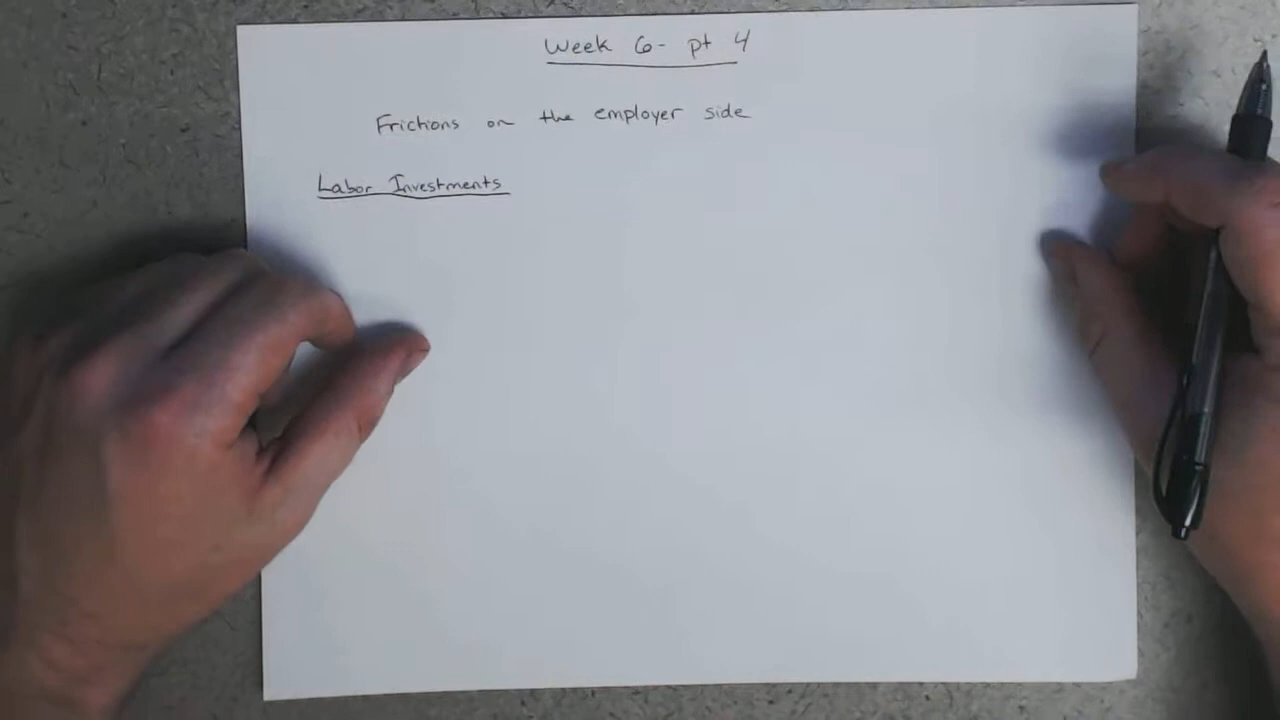 Week 6- pt 4
Frictions on the employer side
Labor Investments